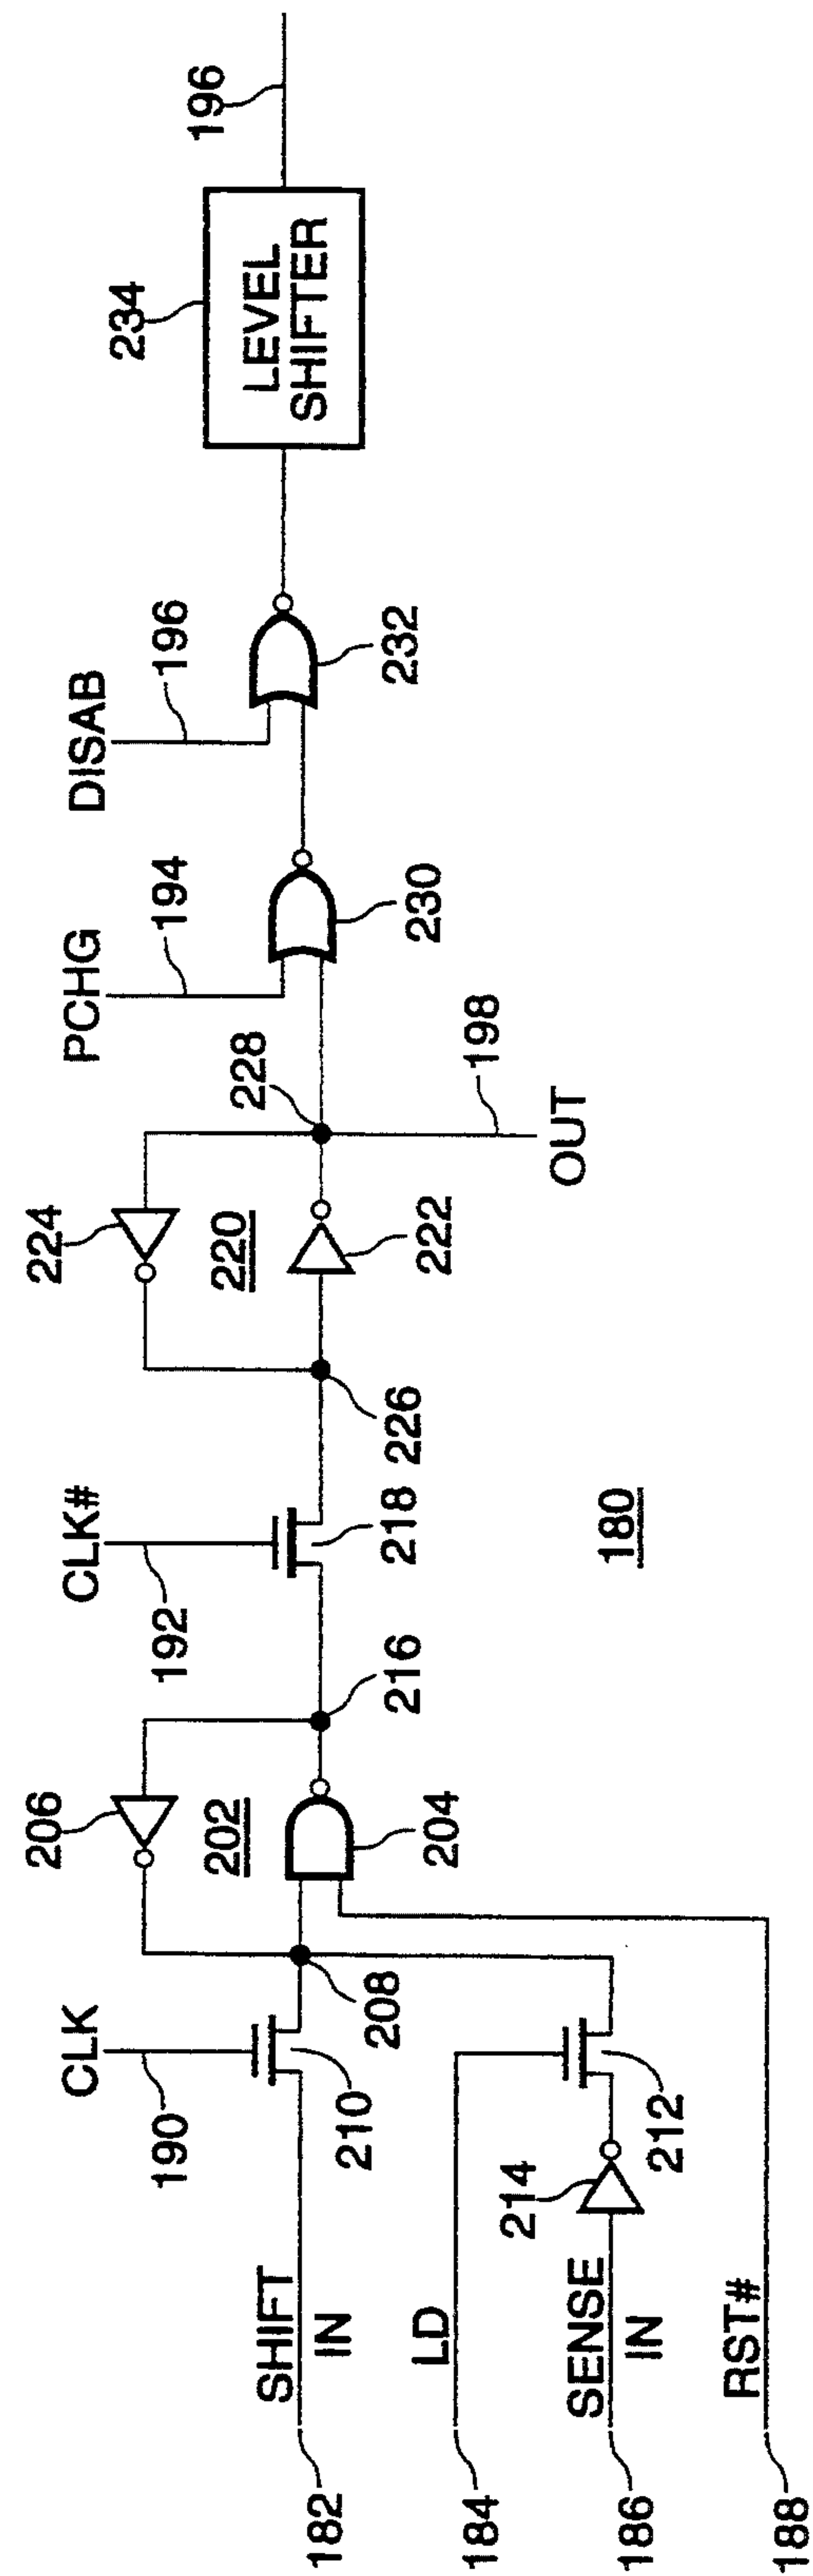 CLK
190
206
202
CLK#
192
224
220
PCHG
194
DISAB
196
234
LEVEL
SHIFTER
196
SHIFT
IN
182
210
208
204
216
218
226
222
228
230
232
198
OUT
LD
184
214
212
SENSE
IN
186
RST#
188
180